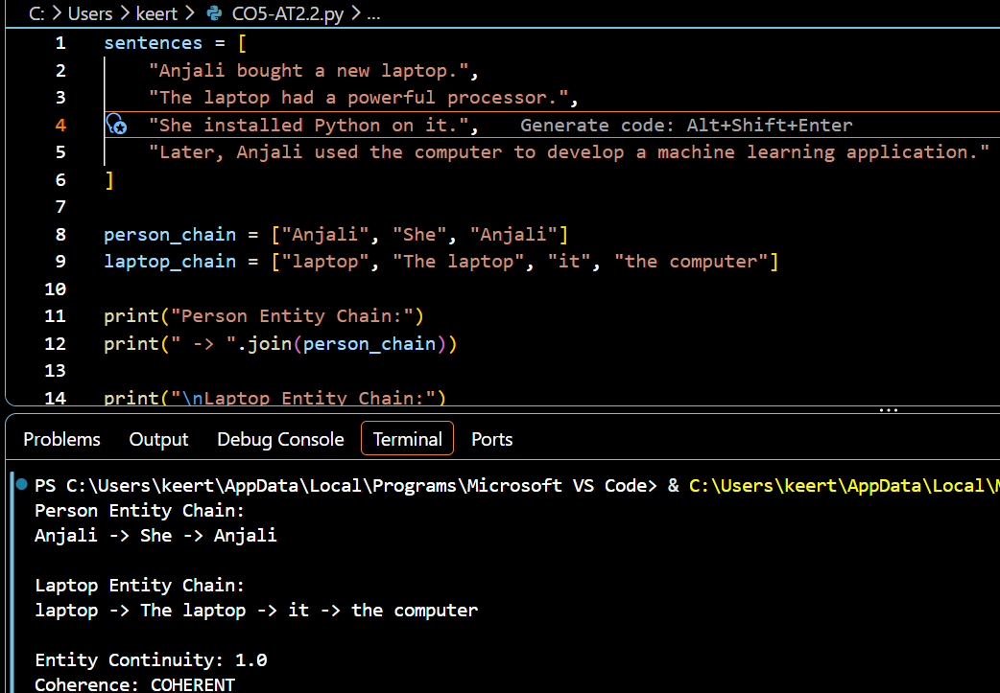 C: > Users > keert > CO5-AT2.2.py > ...
1 sentences = [
2 "Anjali bought a new laptop.",
3 "The laptop had a powerful processor.",
4 "She installed Python on it.", Generate code: Alt+Shift+Enter
5 "Later, Anjali used the computer to develop a machine learning application."
6 ]
7
8 person_chain = ["Anjali", "She", "Anjali"]
9 laptop_chain = ["laptop", "The laptop", "it", "the computer"]
10
11 print("Person Entity Chain:")
12 print(" -> ".join(person_chain))
13
14 print("\nLaptop Entity Chain:")
Problems Output Debug Console Terminal Ports
PS C:\Users\keert\AppData\Local\Programs\Microsoft VS Code> & C:\Users\keert\AppData\Local\
Person Entity Chain:
Anjali -> She -> Anjali
Laptop Entity Chain:
laptop -> The laptop -> it -> the computer
Entity Continuity: 1.0
Coherence: COHERENT